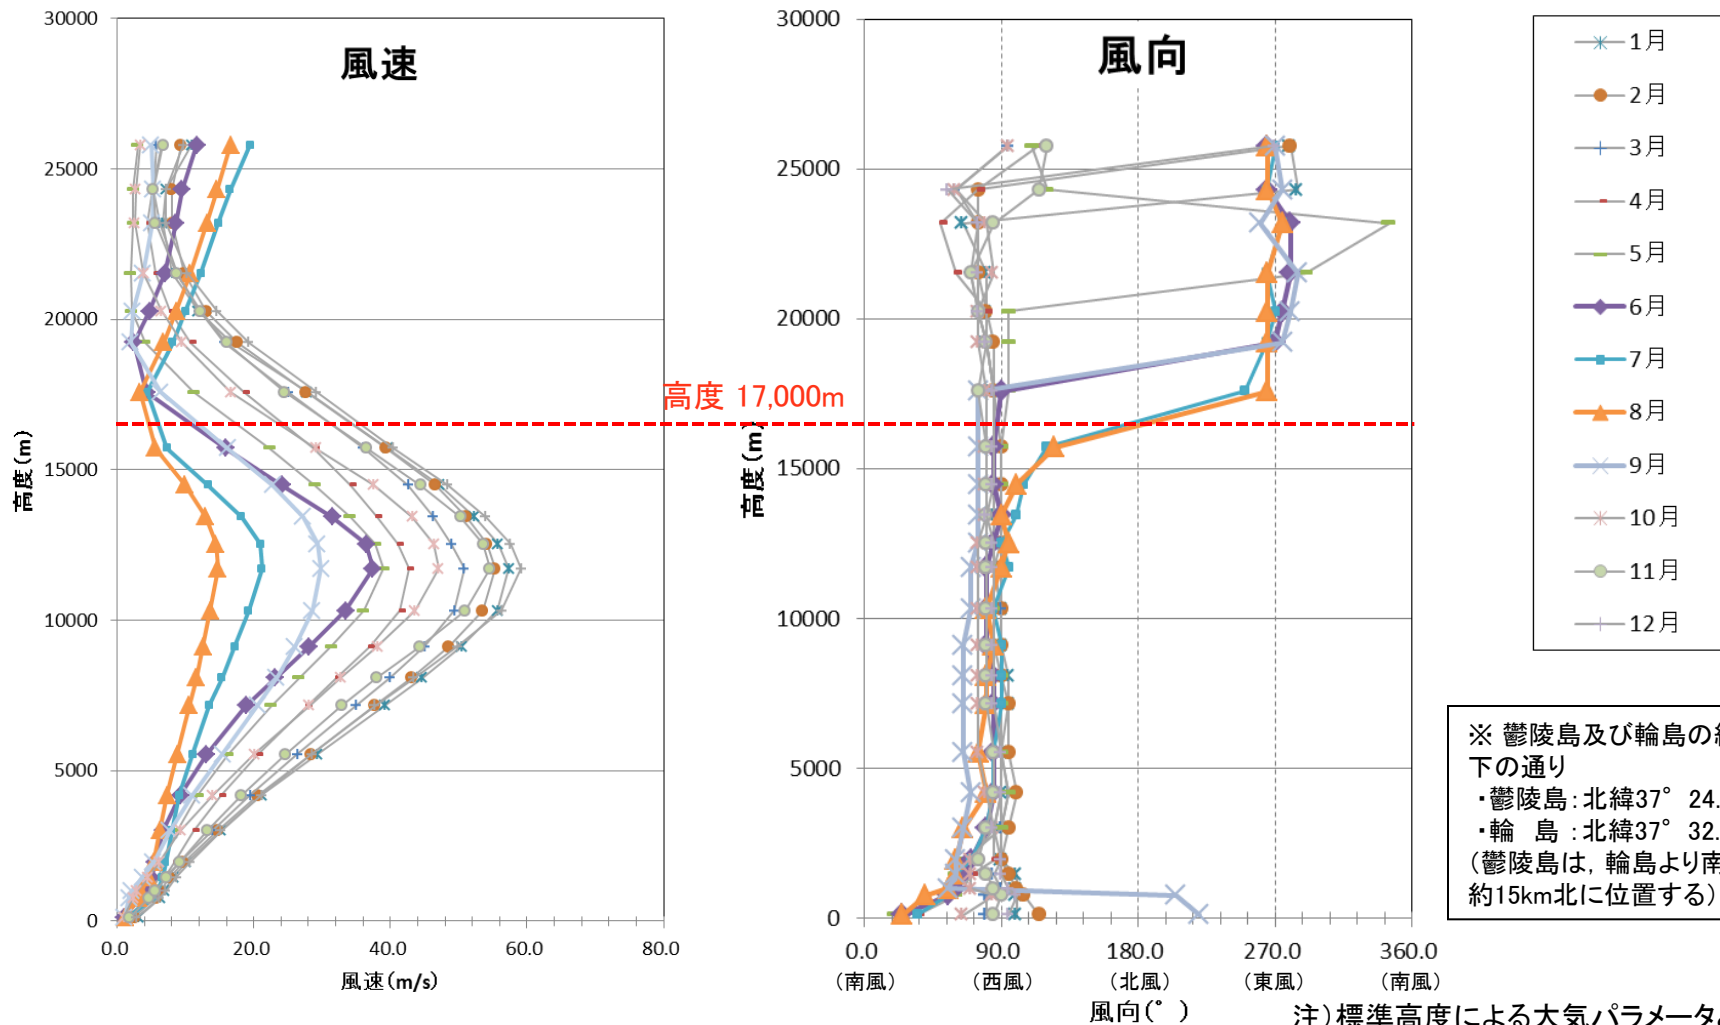 風速
30000
25000
20000
15000
10000
5000
0
高度(m)
0.0
20.0
40.0
60.0
80.0
風速(m/s)
高度 17,000m
風向
30000
25000
20000
15000
10000
5000
0
高度(m)
0.0
90.0
180.0
270.0
360.0
(南風)
(西風)
(北風)
(東風)
(南風)
風向(° )
1月
2月
3月
4月
5月
6月
7月
8月
9月
10月
11月
12月
※ 鬱陵島及び輪島の
下の通り
・鬱陵島:北緯37° 24.
・輪 島 :北緯37° 32.
(鬱陵島は, 輪島より南
約15km北に位置する)
注)標準高度による大気パラメータ